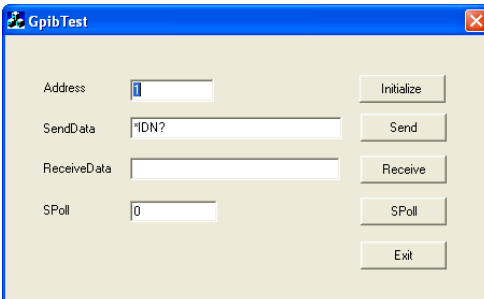 GpibTest
Address 1 Initialize
SendData *IDN? Send
ReceiveData Receive
SPoll 0 SPoll
Exit